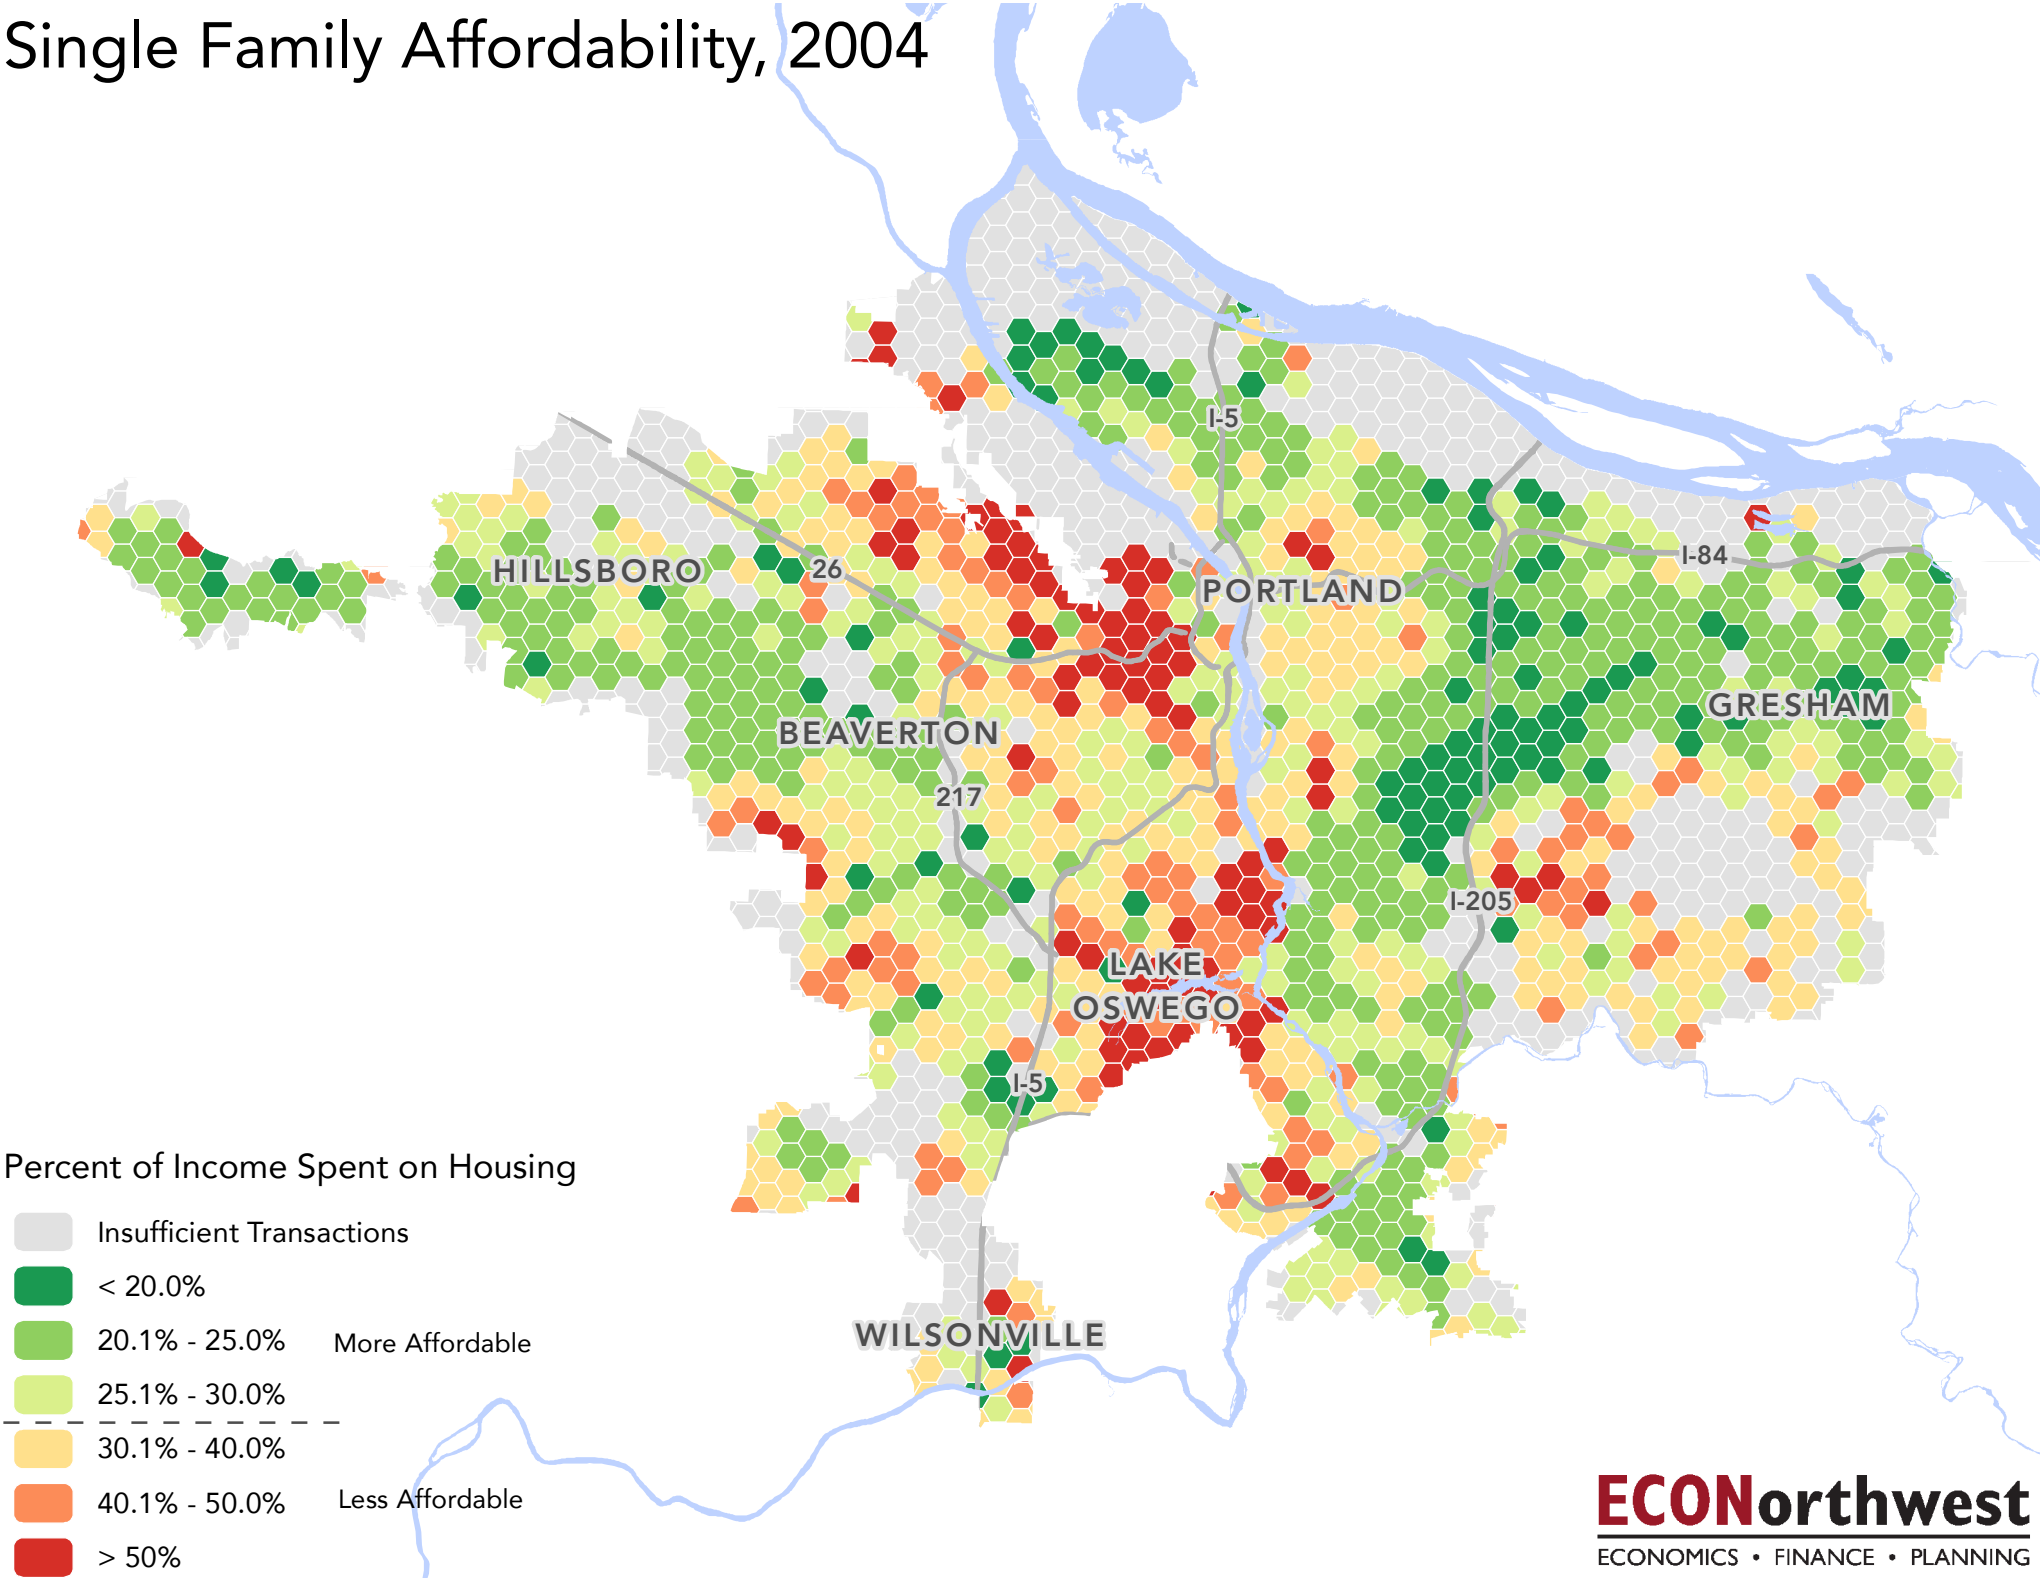 Single Family Affordability, 2004
I-5
HILLSBORO
26
PORTLAND
I-84
GRESHAM
BEAVERTON
217
I-205
LAKE
OSWEGO
I-5
WILSONVILLE
Percent of Income Spent on Housing
Insufficient Transactions
< 20.0%
20.1% - 25.0%
More Affordable
25.1% - 30.0%
30.1% - 40.0%
40.1% - 50.0%
Less Affordable
> 50%
ECONorthwest
ECONOMICS • FINANCE • PLANNING